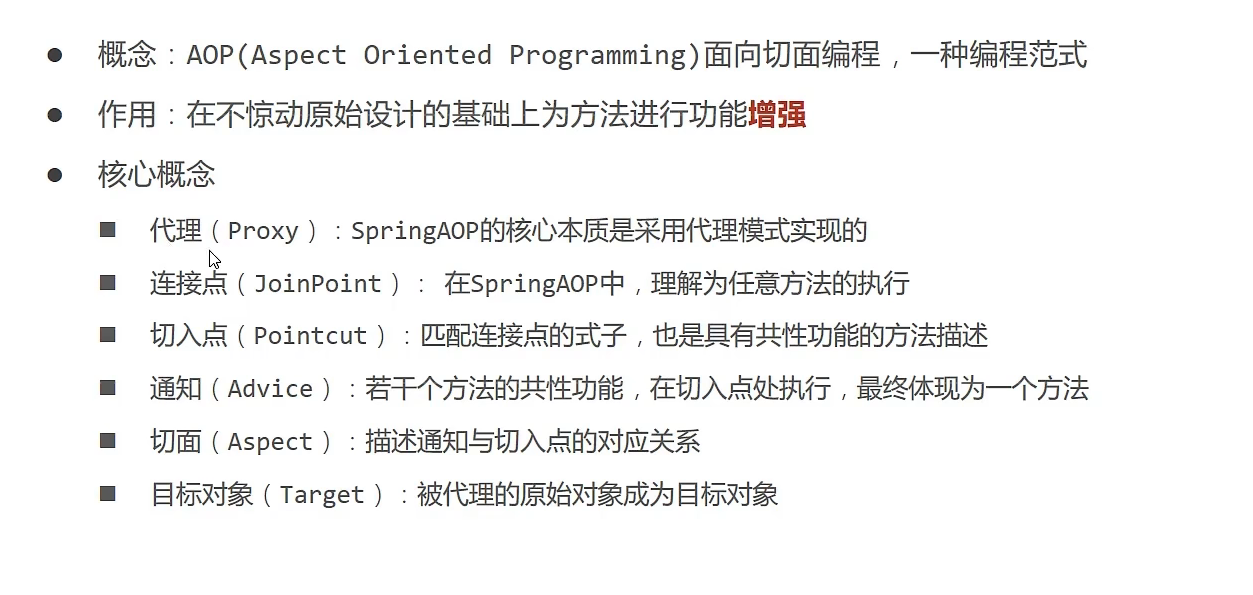 ● 概念：AOP(Aspect Oriented Programming)面向切面编程，一种编程范式
● 作用：在不惊动原始设计的基础上为方法进行功能增强
● 核心概念
■ 代理（Proxy）：SpringAOP的核心本质是采用代理模式实现的
■ 连接点（JoinPoint）： 在SpringAOP中，理解为任意方法的执行
■ 切入点（Pointcut）：匹配连接点的式子，也是具有共性功能的方法描述
■ 通知（Advice）：若干个方法的共性功能，在切入点处执行，最终体现为一个方法
■ 切面（Aspect）：描述通知与切入点的对应关系
■ 目标对象（Target）：被代理的原始对象成为目标对象